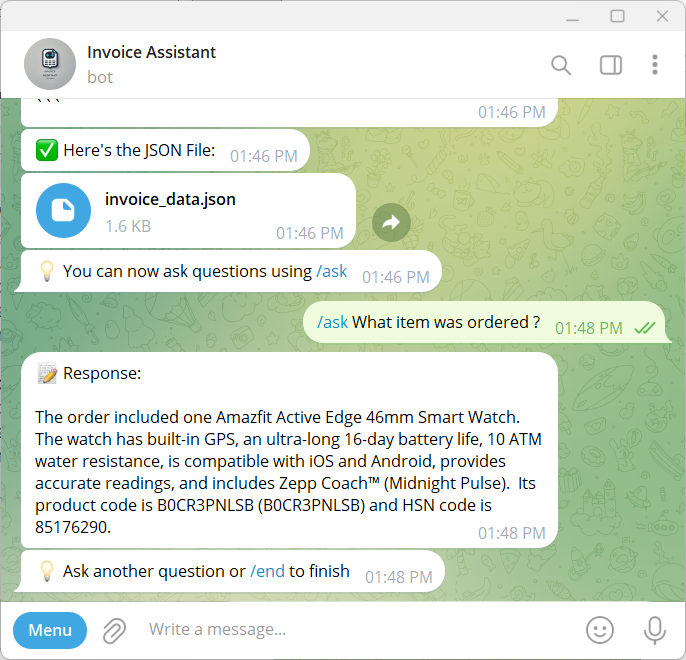 Invoice Assistant
bot
```
01:46 PM
✅ Here's the JSON File: 01:46 PM
invoice_data.json
1.6 KB 01:46 PM
💡 You can now ask questions using /ask 01:46 PM
/ask What item was ordered ? 01:48 PM
📝 Response:
The order included one Amazfit Active Edge 46mm Smart Watch.
The watch has built-in GPS, an ultra-long 16-day battery life, 10 ATM
water resistance, is compatible with iOS and Android, provides
accurate readings, and includes Zepp Coach™ (Midnight Pulse).  Its
product code is B0CR3PNLSB (B0CR3PNLSB) and HSN code is
85176290.
01:48 PM
💡 Ask another question or /end to finish 01:48 PM
Menu Write a message...